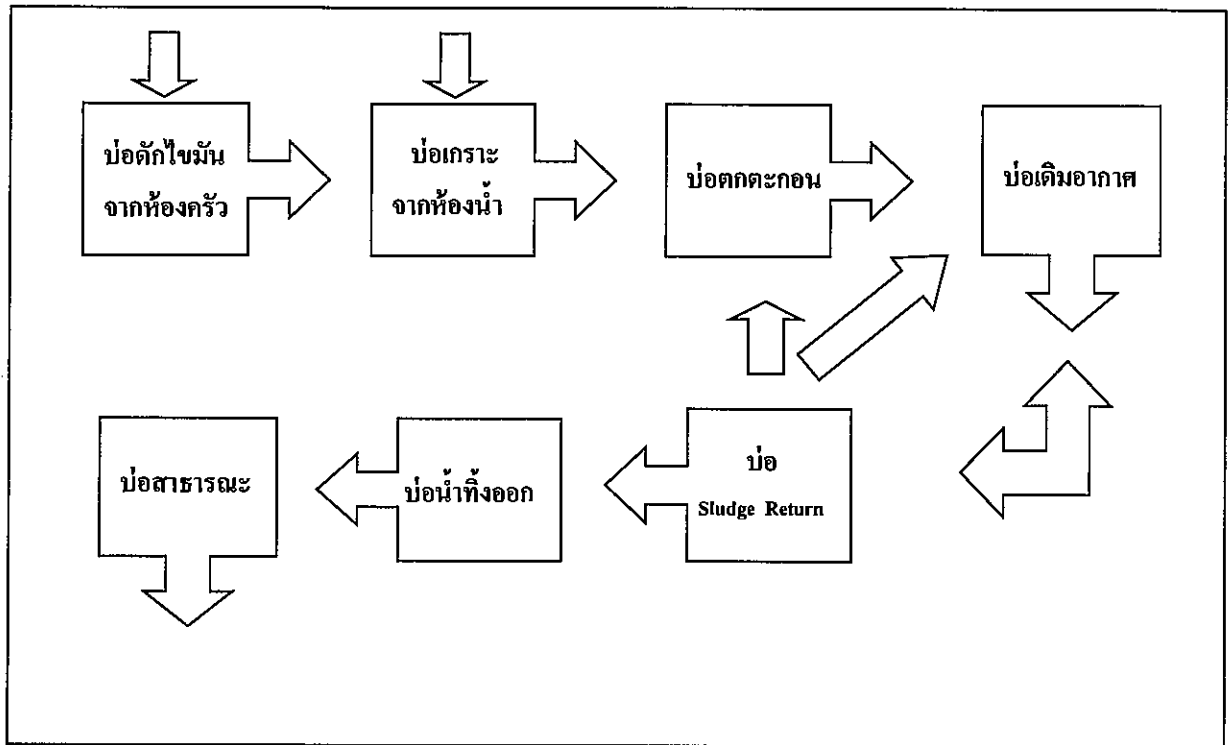 บ่อดักไขมัน
จากห้องครัว
บ่อเกราะ
จากห้องน้ำ
บ่อตกตะกอน
บ่อเติมอากาศ
บ่อสาธารณะ
บ่อน้ำทิ้งออก
บ่อ
Sludge Return